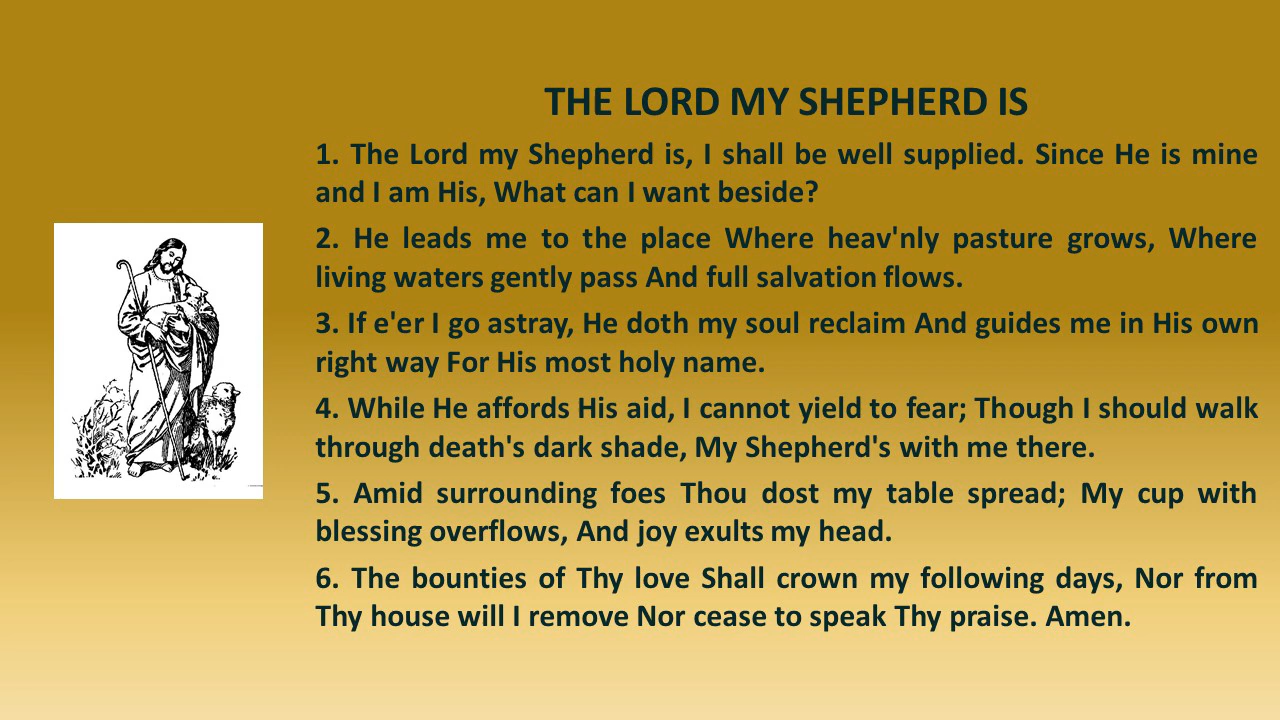 THE LORD MY SHEPHERD IS
1. The Lord my Shepherd is, I shall be well supplied. Since He is mine
and I am His, What can I want beside?
2. He leads me to the place Where heav'nly pasture grows, Where
living waters gently pass And full salvation flows.
3. If e'er I go astray, He doth my soul reclaim And guides me in His own
right way For His most holy name.
4. While He affords His aid, I cannot yield to fear; Though I should walk
through death's dark shade, My Shepherd's with me there.
5. Amid surrounding foes Thou dost my table spread; My cup with
blessing overflows, And joy exults my head.
6. The bounties of Thy love Shall crown my following days, Nor from
Thy house will I remove Nor cease to speak Thy praise. Amen.